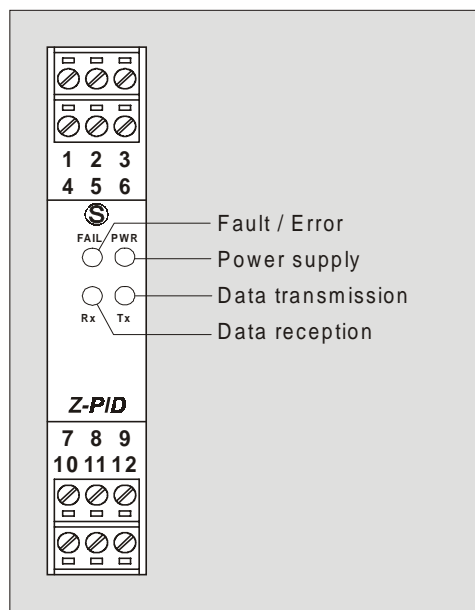 1 2 3
4 5 6
S
FAIL PWR
Fault / Error
Power supply
Data transmission
Rx Tx
Data reception
Z-PID
7 8 9
10 11 12